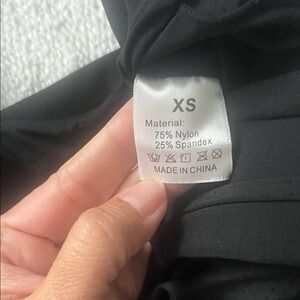 XS
Material:
75% Nylon
25% Spandex
MADE IN CHINA